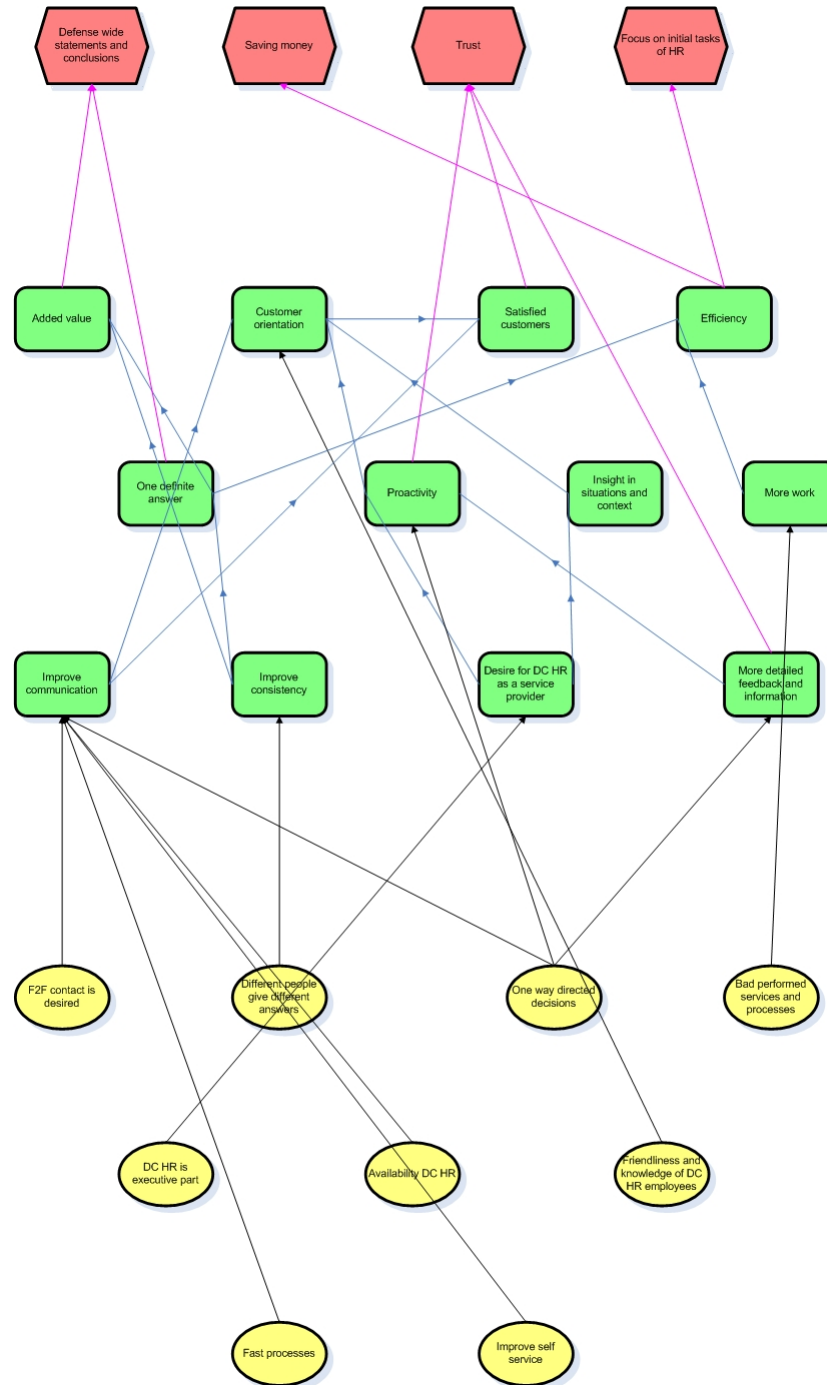 Defense wide
statements and
conclusions
Saving money
Trust
Focus on initial tasks
of HR
Added value
Customer
orientation
Satisfied
customers
Efficiency
One definite
answer
Proactivity
Insight in
situations and
context
More work
Improve
communication
Improve
consistency
Desire for DC HR
as a service
provider
More detailed
feedback and
information
F2F contact is
desired
Different people
give different
answers
One way directed
decisions
Bad performed
services and
processes
DC HR is
executive part
Availability DC HR
Friendliness and
knowledge of DC
HR employees
Fast processes
Improve self
service